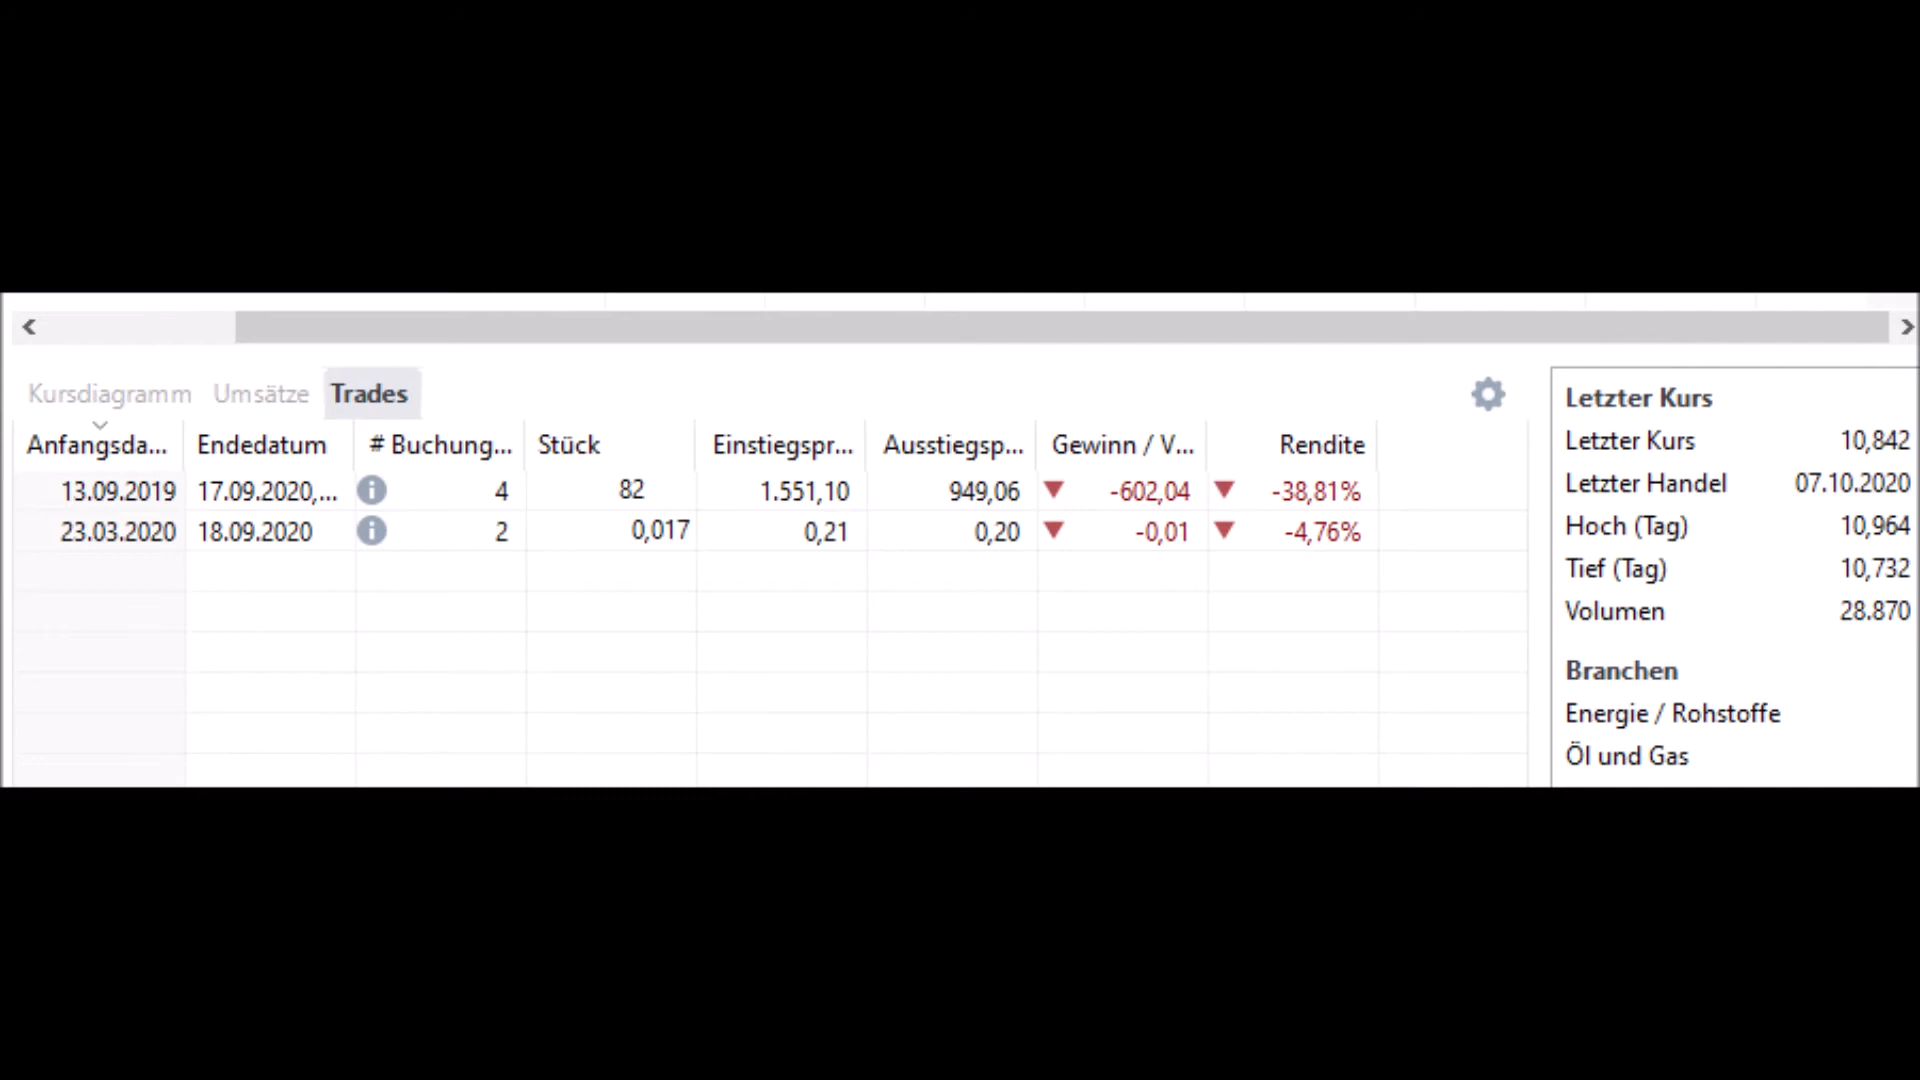 Kursdiagramm Umsätze Trades
Anfangsda... Endedatum # Buchung... Stück Einstiegspr... Ausstiegsp... Gewinn / V... Rendite
13.09.2019 17.09.2020,... 4 82 1.551,10 949,06 -602,04 -38,81%
23.03.2020 18.09.2020 2 0,017 0,21 0,20 -0,01 -4,76%
Letzter Kurs
Letzter Kurs 10,842
Letzter Handel 07.10.2020
Hoch (Tag) 10,964
Tief (Tag) 10,732
Volumen 28.870
Branchen
Energie / Rohstoffe
Öl und Gas